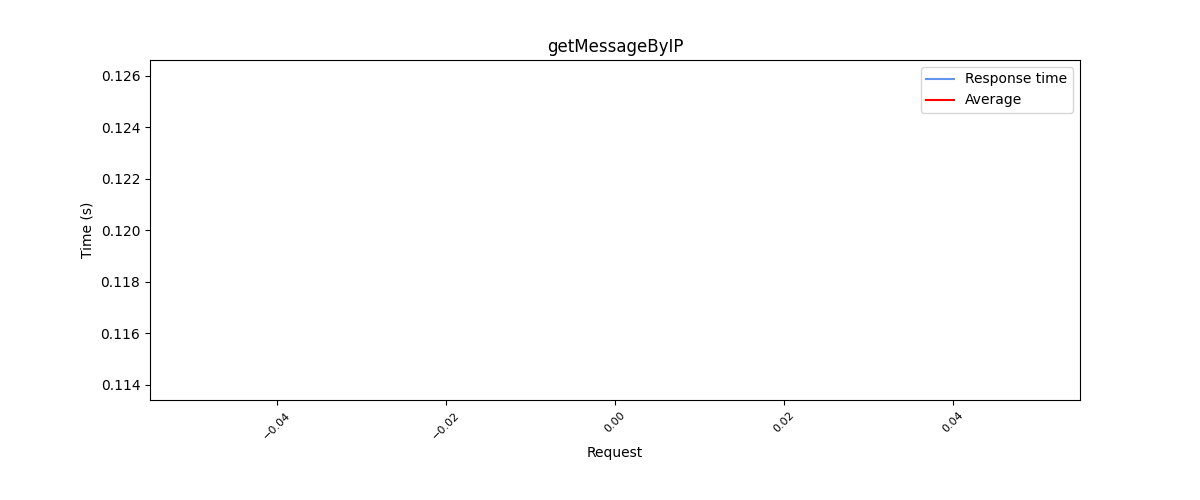 getMessageByIP
Response time
Average
0.126
0.124
0.122
0.120
0.118
0.116
0.114
Time (s)
−0.04
−0.02
0.00
0.02
0.04
Request